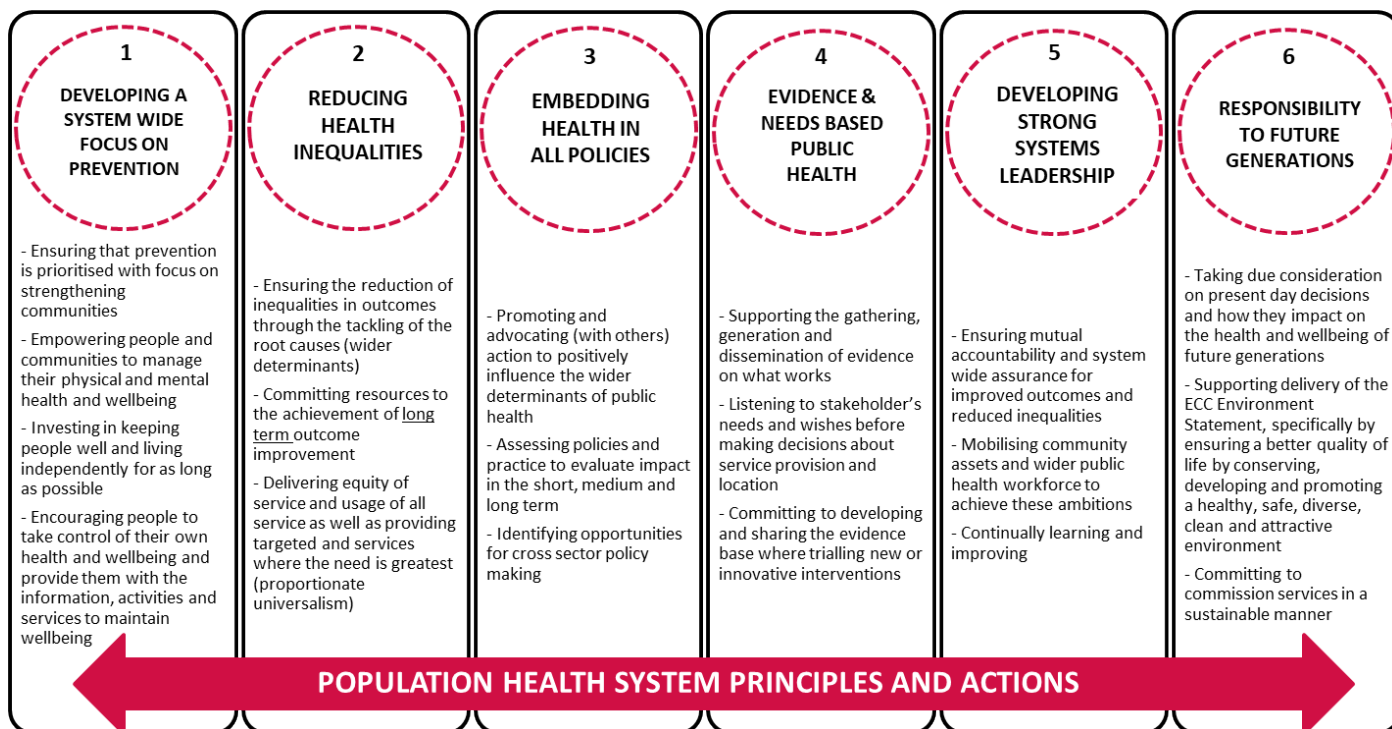 1
DEVELOPING A
SYSTEM WIDE
FOCUS ON
PREVENTION
- Ensuring that prevention
is prioritised with focus on
strengthening
communities
- Empowering people and
communities to manage
their physical and mental
health and wellbeing
- Investing in keeping
people well and living
independently for as long
as possible
- Encouraging people to
take control of their own
health and wellbeing and
provide them with the
information, activities and
services to maintain
wellbeing
2
REDUCING
HEALTH
INEQUALITIES
- Ensuring the reduction of
inequalities in outcomes
through the tackling of the
root causes (wider
determinants)
- Committing resources to
the achievement of long
term outcome
improvement
- Delivering equity of
service and usage of all
service as well as providing
targeted and services
where the need is greatest
(proportionate
universalism)
3
EMBEDDING
HEALTH IN
ALL POLICIES
- Promoting and
advocating (with others)
action to positively
influence the wider
determinants of public
health
- Assessing policies and
practice to evaluate impact
in the short, medium and
long term
- Identifying opportunities
for cross sector policy
making
4
EVIDENCE &
NEEDS BASED
PUBLIC
HEALTH
- Supporting the gathering,
generation and
dissemination of evidence
on what works
- Listening to stakeholder's
needs and wishes before
making decisions about
service provision and
location
- Committing to developing
and sharing the evidence
base where trialling new or
innovative interventions
5
DEVELOPING
STRONG
SYSTEMS
LEADERSHIP
- Ensuring mutual
accountability and system
wide assurance for
improved outcomes and
reduced inequalities
- Mobilising community
assets and wider public
health workforce to
achieve these ambitions
- Continually learning and
improving
6
RESPONSIBILITY
TO FUTURE
GENERATIONS
- Taking due consideration
on present day decisions
and how they impact on
the health and wellbeing of
future generations
- Supporting delivery of the
ECC Environment
Statement, specifically by
ensuring a better quality of
life by conserving,
developing and promoting
a healthy, safe, diverse,
clean and attractive
environment
- Committing to
commission services in a
sustainable manner
POPULATION HEALTH SYSTEM PRINCIPLES AND ACTIONS